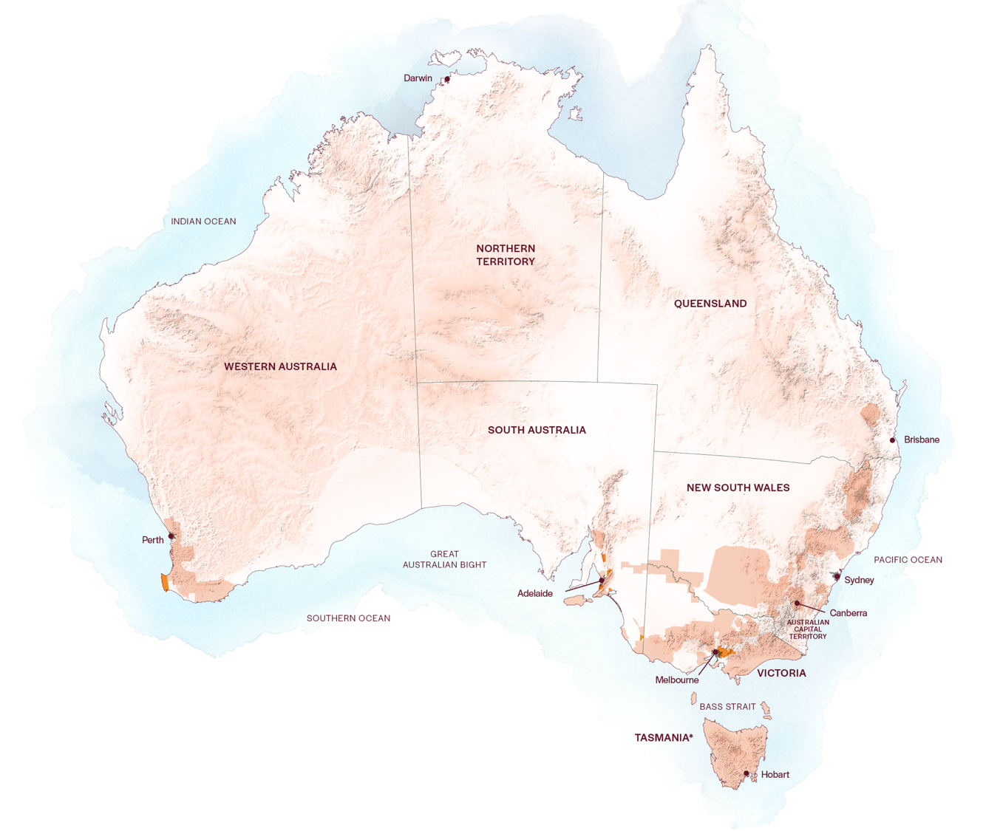 Darwin
INDIAN OCEAN
NORTHERN
TERRITORY
QUEENSLAND
WESTERN AUSTRALIA
SOUTH AUSTRALIA
Brisbane
NEW SOUTH WALES
Perth
GREAT
AUSTRALIAN BIGHT
PACIFIC OCEAN
Sydney
Adelaide
Canberra
SOUTHERN OCEAN
AUSTRALIAN
CAPITAL
TERRITORY
VICTORIA
Melbourne
BASS STRAIT
TASMANIA*
Hobart